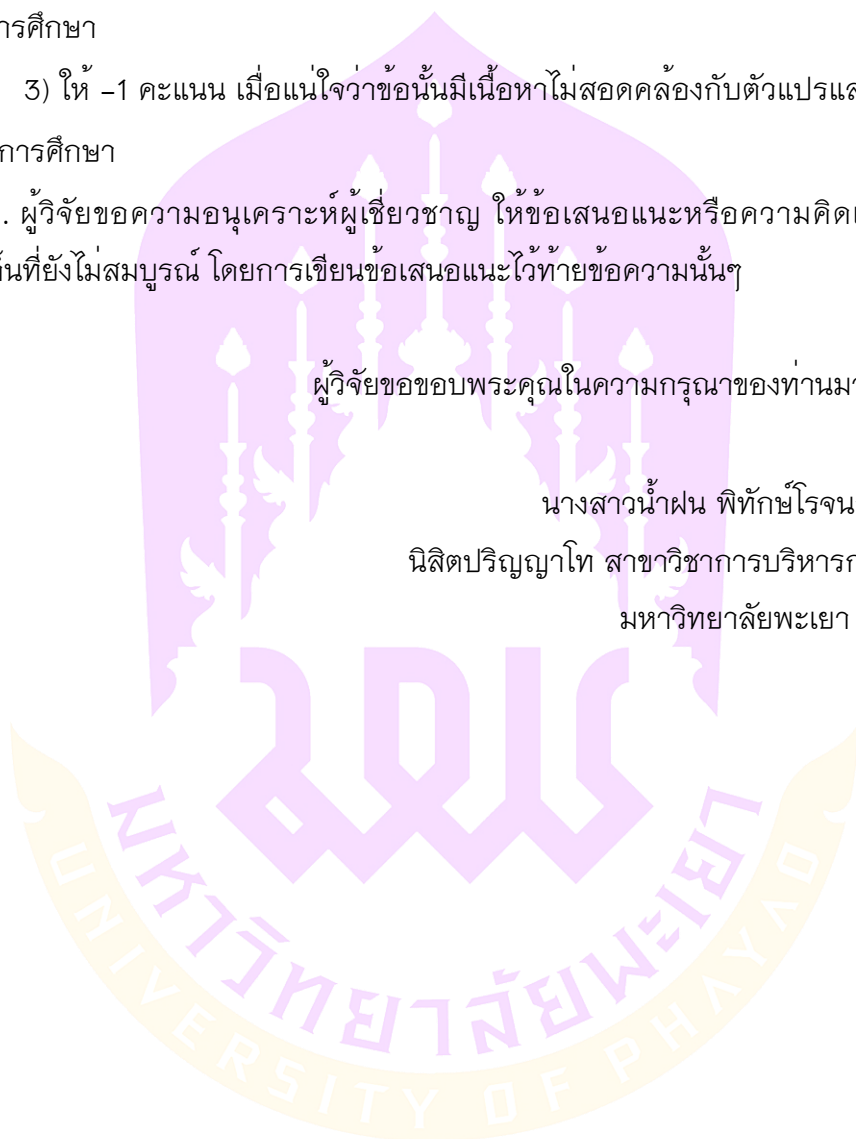 การศึกษา
3) ให้ –1 คะแนน เมื่อแน่ใจว่าข้อนั้นมีเนื้อหาไม่สอดคล้องกับตัวแปรแล
การศึกษา
. ผู้วิจัยขอความอนุเคราะห์ผู้เชี่ยวชาญ ให้ข้อเสนอแนะหรือความคิดเ
ที่ยังไม่สมบูรณ์ โดยการเขียนข้อเสนอแนะไว้ท้ายข้อความนั้นๆ
ผู้วิจัยขอขอบพระคุณในความกรุณาของท่านมา
นางสาวน้ำฝน พิทักษ์โรจน
นิสิตปริญญาโท สาขาวิชาการบริหารก
มหาวิทยาลัยพะเยา
มหาวิทยาลัยพะเยา
UNIVERSITY OF PHAYAO